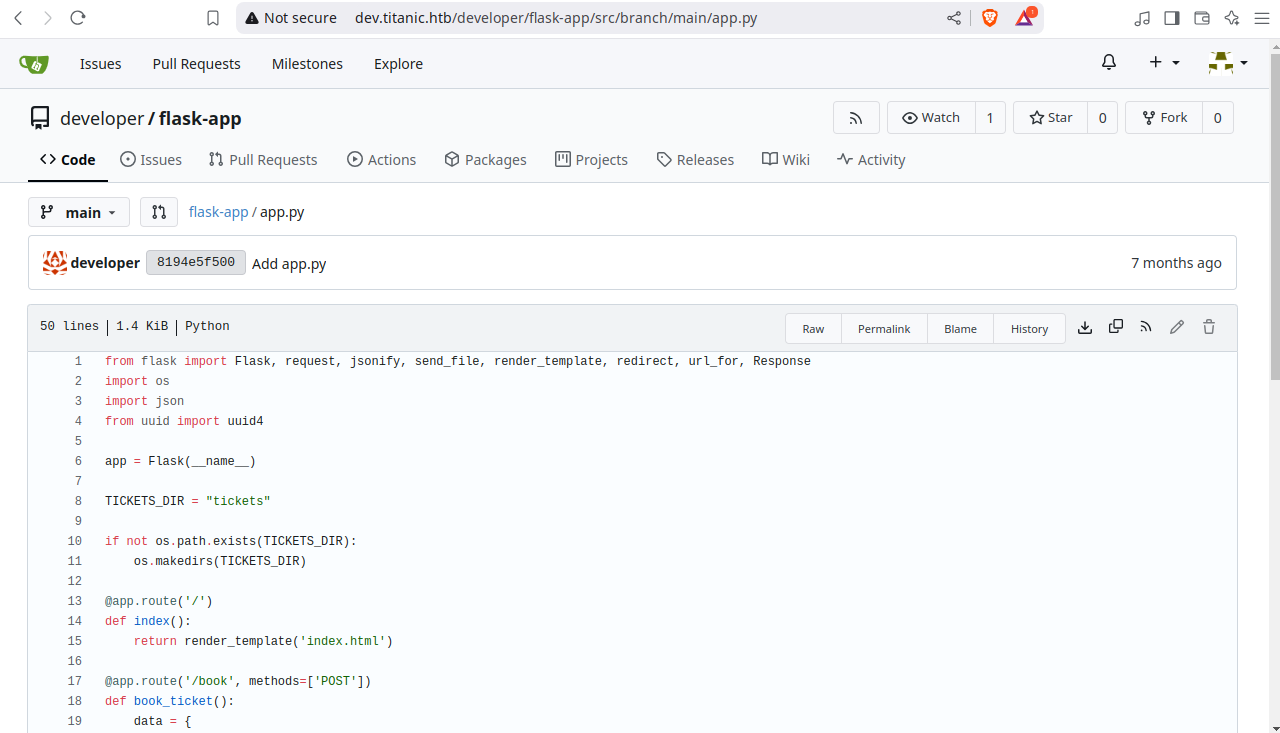 Not secure dev.titanic.htb/developer/flask-app/src/branch/main/app.py
Issues Pull Requests Milestones Explore
developer / flask-app Watch 1 Star 0 Fork 0
Code Issues Pull Requests Actions Packages Projects Releases Wiki Activity
main flask-app / app.py
developer 8194e5f500 Add app.py 7 months ago
50 lines | 1.4 KiB | Python Raw Permalink Blame History
1 from flask import Flask, request, jsonify, send_file, render_template, redirect, url_for, Response
2 import os
3 import json
4 from uuid import uuid4
5
6 app = Flask(__name__)
7
8 TICKETS_DIR = "tickets"
9
10 if not os.path.exists(TICKETS_DIR):
11     os.makedirs(TICKETS_DIR)
12
13 @app.route('/')
14 def index():
15     return render_template('index.html')
16
17 @app.route('/book', methods=['POST'])
18 def book_ticket():
19     data = {